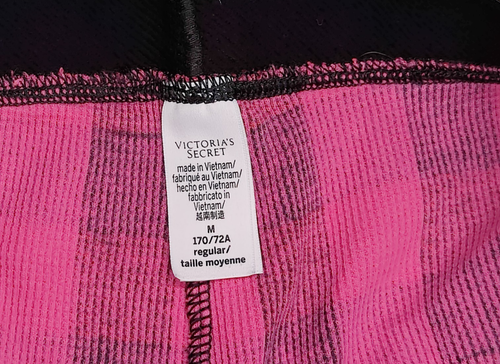 VICTORIA'S
SECRET
made in Vietnam/
fabriqué au Vietnam/
hecho en Vietnam/
fabbricato in
Vietnam/
越南制造
M
170/72A
regular/
taille moyenne